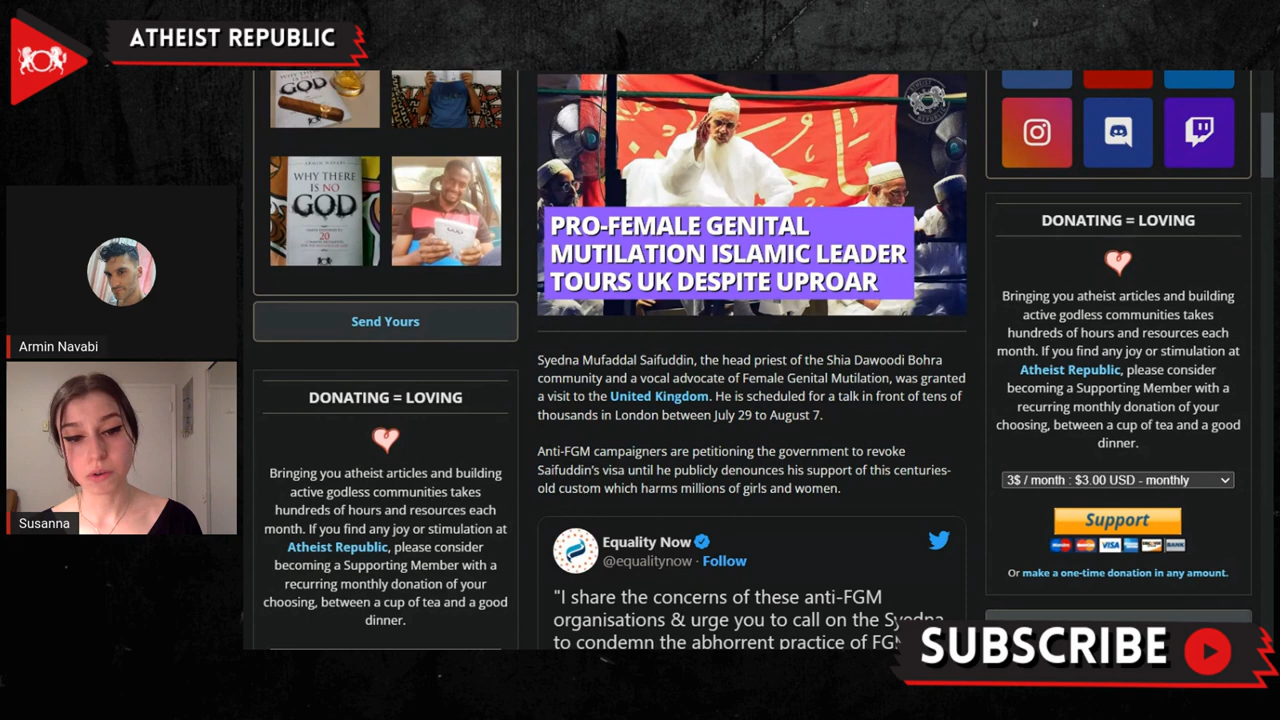 ATHEIST REPUBLIC
WHY THERE
IS NO
GOD
20
Send Yours
DONATING = LOVING
Bringing you atheist articles and building
active godless communities takes
hundreds of hours and resources each
month. If you find any joy or stimulation at
Atheist Republic, please consider
becoming a Supporting Member with a
recurring monthly donation of your
choosing, between a cup of tea and a good
dinner.
PRO-FEMALE GENITAL
MUTILATION ISLAMIC LEADER
TOURS UK DESPITE UPROAR
Syedna Mufaddal Saifuddin, the head priest of the Shia Dawoodi Bohra
community and a vocal advocate of Female Genital Mutilation, was granted
a visit to the United Kingdom. He is scheduled for a talk in front of tens of
thousands in London between July 29 to August 7.
Anti-FGM campaigners are petitioning the government to revoke
Saifuddin's visa until he publicly denounces his support of this centuries-
old custom which harms millions of girls and women.
Equality Now
@equalitynow · Follow
"I share the concerns of these anti-FGM
organisations & urge you to call on the Syedna
to condemn the abhorrent practice of FGM
DONATING = LOVING
Bringing you atheist articles and building
active godless communities takes
hundreds of hours and resources each
month. If you find any joy or stimulation at
Atheist Republic, please consider
becoming a Supporting Member with a
recurring monthly donation of your
choosing, between a cup of tea and a good
dinner.
3$ / month : $3.00 USD - monthly
Support
VISA
BANK
Or make a one-time donation in any amount.
Armin Navabi
Susanna
SUBSCRIBE